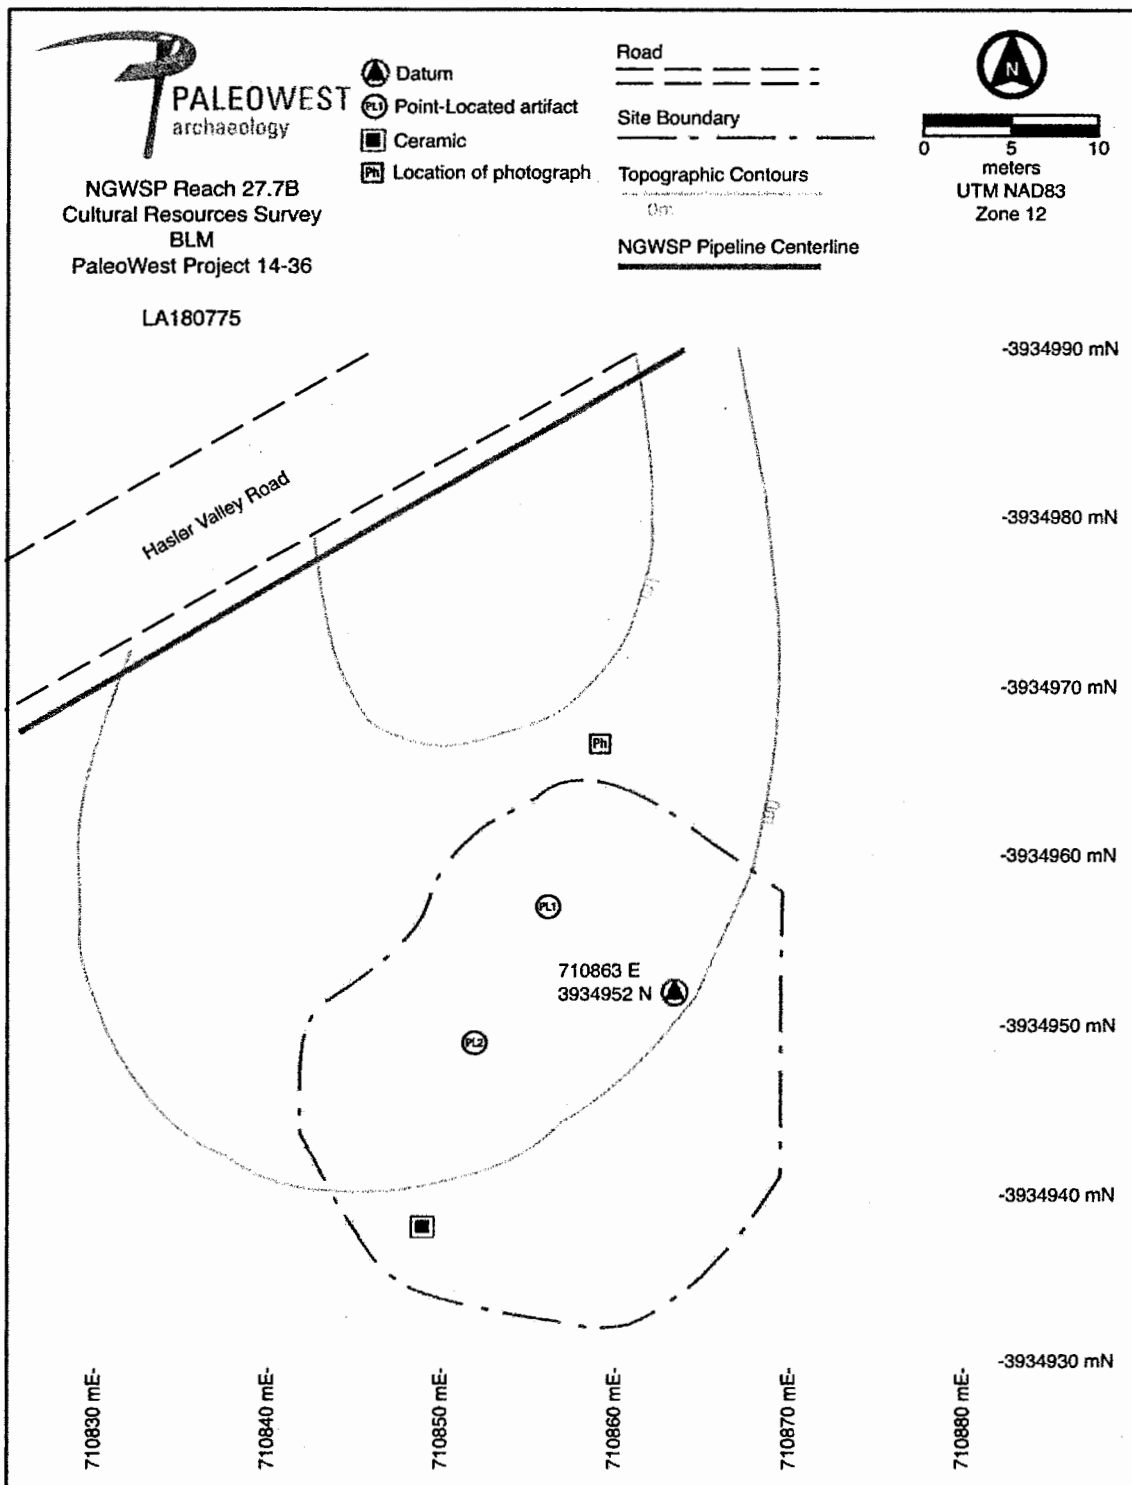 PALEOWEST
archaeology
NGWSP Reach 27.7B
Cultural Resources Survey
BLM
PaleoWest Project 14-36
LA180775
Datum
PL1 Point-Located artifact
Ceramic
Ph Location of photograph
Road
Site Boundary
Topographic Contours
0m
NGWSP Pipeline Centerline
N
0 5 10
meters
UTM NAD83
Zone 12
-3934990 mN
Hasler Valley Road
-3934980 mN
-3934970 mN
Ph
-3934960 mN
PL1
710863 E
3934952 N
-3934950 mN
PL2
-3934940 mN
-3934930 mN
710830 mE-
710840 mE-
710850 mE-
710860 mE-
710870 mE-
710880 mE-